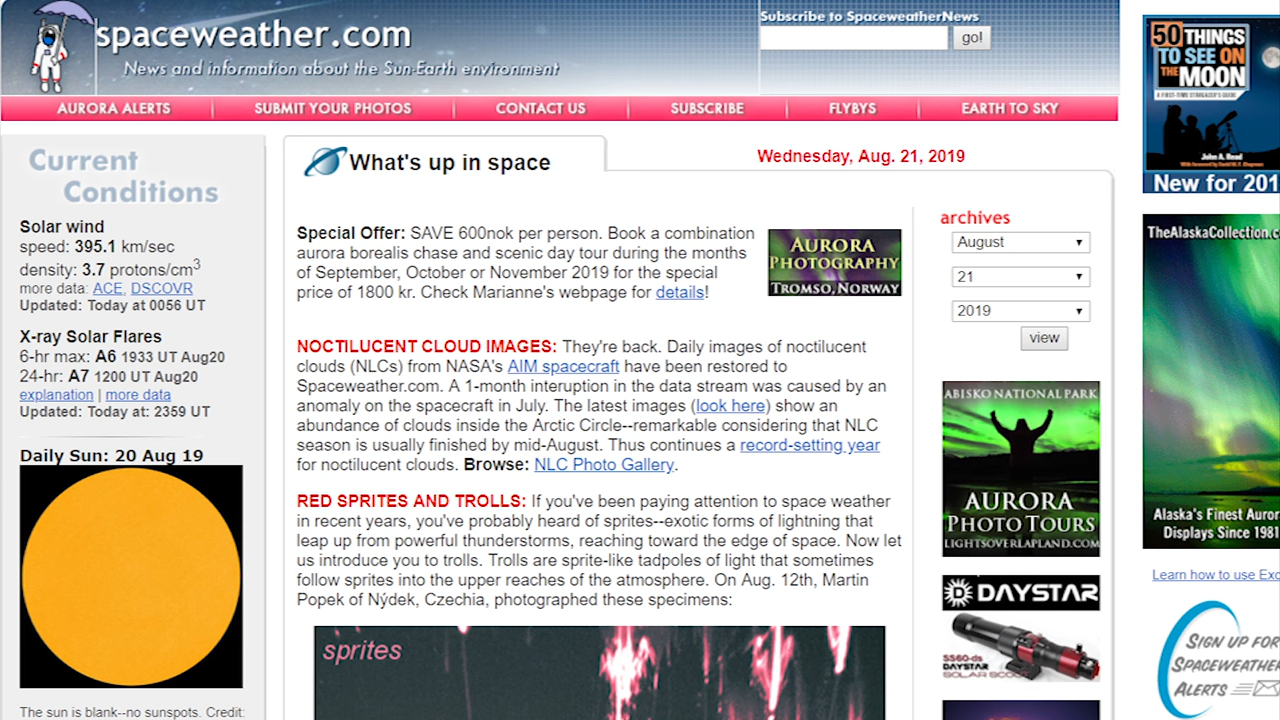 spaceweather.com
News and information about the Sun-Earth environment
Subscribe to SpaceweatherNews
go!
AURORA ALERTS
SUBMIT YOUR PHOTOS
CONTACT US
SUBSCRIBE
FLYBYS
EARTH TO SKY
Current
Conditions
Solar wind
speed: 395.1 km/sec
density: 3.7 protons/cm3
more data: ACE, DSCOVR
Updated: Today at 0056 UT
X-ray Solar Flares
6-hr max: A6 1933 UT Aug20
24-hr: A7 1200 UT Aug20
explanation | more data
Updated: Today at: 2359 UT
Daily Sun: 20 Aug 19
The sun is blank--no sunspots. Credit:
What's up in space
Wednesday, Aug. 21, 2019
Special Offer: SAVE 600nok per person. Book a combination
aurora borealis chase and scenic day tour during the months
of September, October or November 2019 for the special
price of 1800 kr. Check Marianne's webpage for details!
AURORA
PHOTOGRAPHY
TROMSO, NORWAY
NOCTILUCENT CLOUD IMAGES: They're back. Daily images of noctilucent
clouds (NLCs) from NASA's AIM spacecraft have been restored to
Spaceweather.com. A 1-month interuption in the data stream was caused by an
anomaly on the spacecraft in July. The latest images (look here) show an
abundance of clouds inside the Arctic Circle--remarkable considering that NLC
season is usually finished by mid-August. Thus continues a record-setting year
for noctilucent clouds. Browse: NLC Photo Gallery.
RED SPRITES AND TROLLS: If you've been paying attention to space weather
in recent years, you've probably heard of sprites--exotic forms of lightning that
leap up from powerful thunderstorms, reaching toward the edge of space. Now let
us introduce you to trolls. Trolls are sprite-like tadpoles of light that sometimes
follow sprites into the upper reaches of the atmosphere. On Aug. 12th, Martin
Popek of Nýdek, Czechia, photographed these specimens:
sprites
archives
August
21
2019
view
ABISKO NATIONAL PARK
AURORA
PHOTO TOURS
LIGHTSOVERLAPLAND.COM
DAYSTAR
SS60-ds
DAYSTAR
SOLAR SCOPE
50 THINGS
TO SEE ON
THE MOON
A FIRST-TIME STARGAZER'S GUIDE
John A. Read
New for 201
TheAlaskaCollection.c
Alaska's Finest Auror
Displays Since 1981
Learn how to use Exc
SIGN UP FOR
SPACEWEATHER
ALERTS